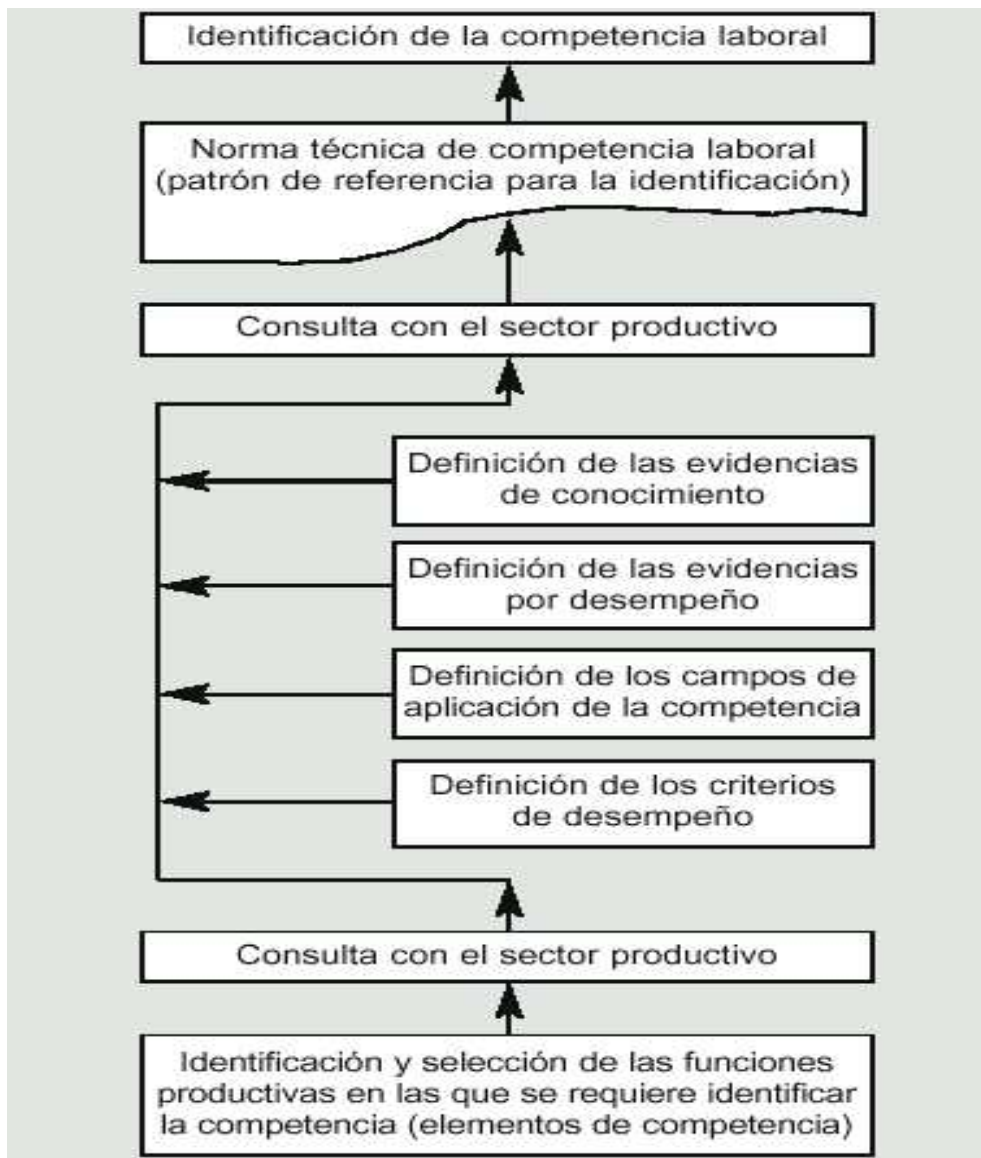 Identificación de la competencia laboral
Norma técnica de competencia laboral
(patrón de referencia para la identificación)
Consulta con el sector productivo
Definición de las evidencias
de conocimiento
Definición de las evidencias
por desempeño
Definición de los campos de
aplicación de la competencia
Definición de los criterios
de desempeño
Consulta con el sector productivo
Identificación y selección de las funciones
productivas en las que se requiere identificar
la competencia (elementos de competencia)